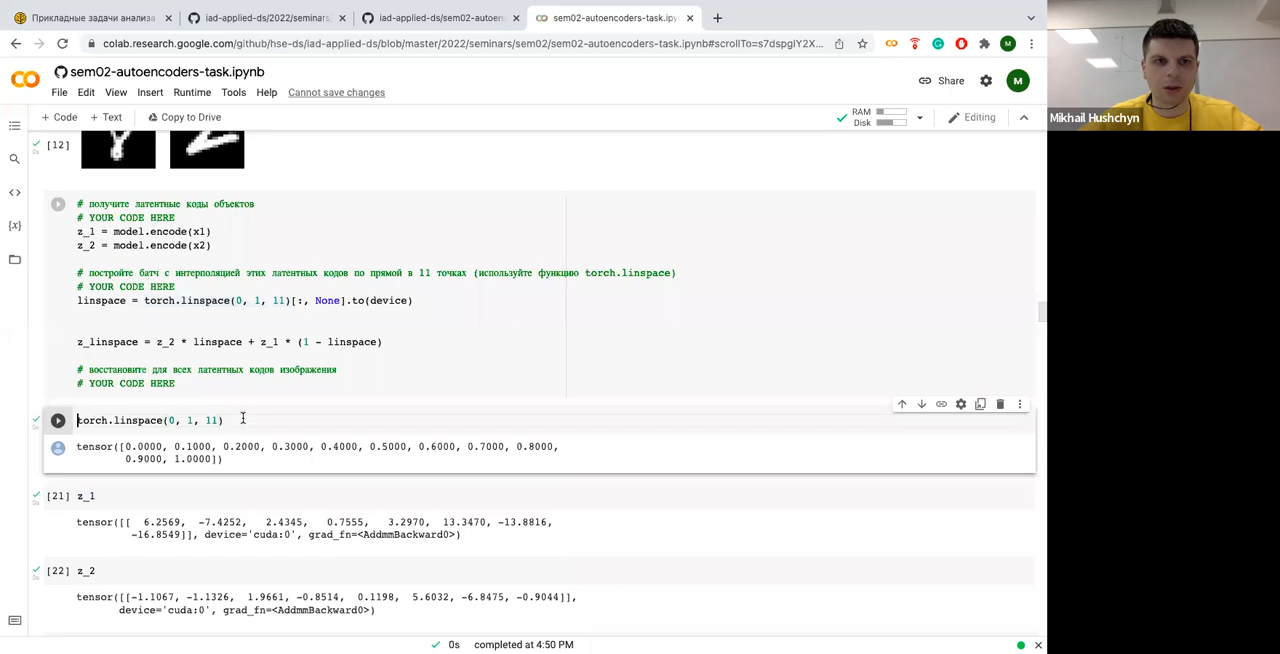 Прикладные задачи анализа
iad-applied-ds/2022/seminars
iad-applied-ds/sem02-autoen
sem02-autoencoders-task.ipyn
colab.research.google.com/github/hse-ds/iad-applied-ds/blob/master/2022/seminars/sem02/sem02-autoencoders-task.ipynb#scrollTo=s7dspglY2X...
M
sem02-autoencoders-task.ipynb
Share
M
File Edit View Insert Runtime Tools Help Cannot save changes
+ Code + Text Copy to Drive
RAM
Disk
Editing
Mikhail Hushchyn
[12]
0s
# получите латентные коды объектов
# YOUR CODE HERE
z_1 = model.encode(x1)
z_2 = model.encode(x2)
# постройте батч с интерполяцией этих латентных кодов по прямой в 11 точках (используйте функцию torch.linspace)
# YOUR CODE HERE
linspace = torch.linspace(0, 1, 11)[:, None].to(device)
z_linspace = z_2 * linspace + z_1 * (1 - linspace)
# восстановите для всех латентных кодов изображения
# YOUR CODE HERE
torch.linspace(0, 1, 11)
0s
tensor([0.0000, 0.1000, 0.2000, 0.3000, 0.4000, 0.5000, 0.6000, 0.7000, 0.8000,
0.9000, 1.0000])
[21] z_1
0s
tensor([[ 6.2569, -7.4252, 2.4345, 0.7555, 3.2970, 13.3470, -13.8816,
-16.8549]], device='cuda:0', grad_fn=<AddmmBackward0>)
[22] z_2
0s
tensor([[-1.1067, -1.1326, 1.9661, -0.8514, 0.1198, 5.6032, -6.8475, -0.9044]],
device='cuda:0', grad_fn=<AddmmBackward0>)
0s completed at 4:50 PM